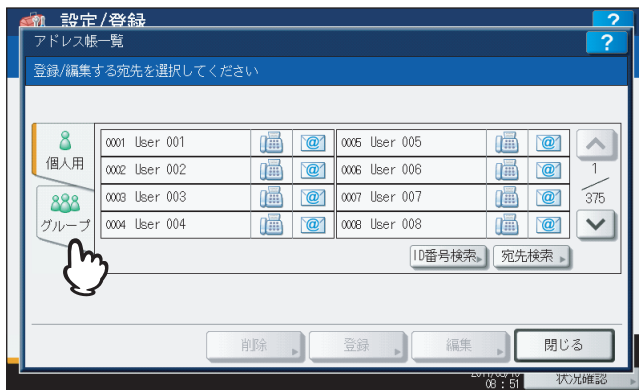 設定/登録 ?
アドレス帳一覧 ?
登録/編集する宛先を選択してください
個人用
グループ
0001 User 001 @ 0005 User 005 @
0002 User 002 @ 0006 User 006 @
0003 User 003 @ 0007 User 007 @
0004 User 004 @ 0008 User 008 @
1
375
ID番号検索 宛先検索
削除 登録 編集 閉じる
08:51 状況確認